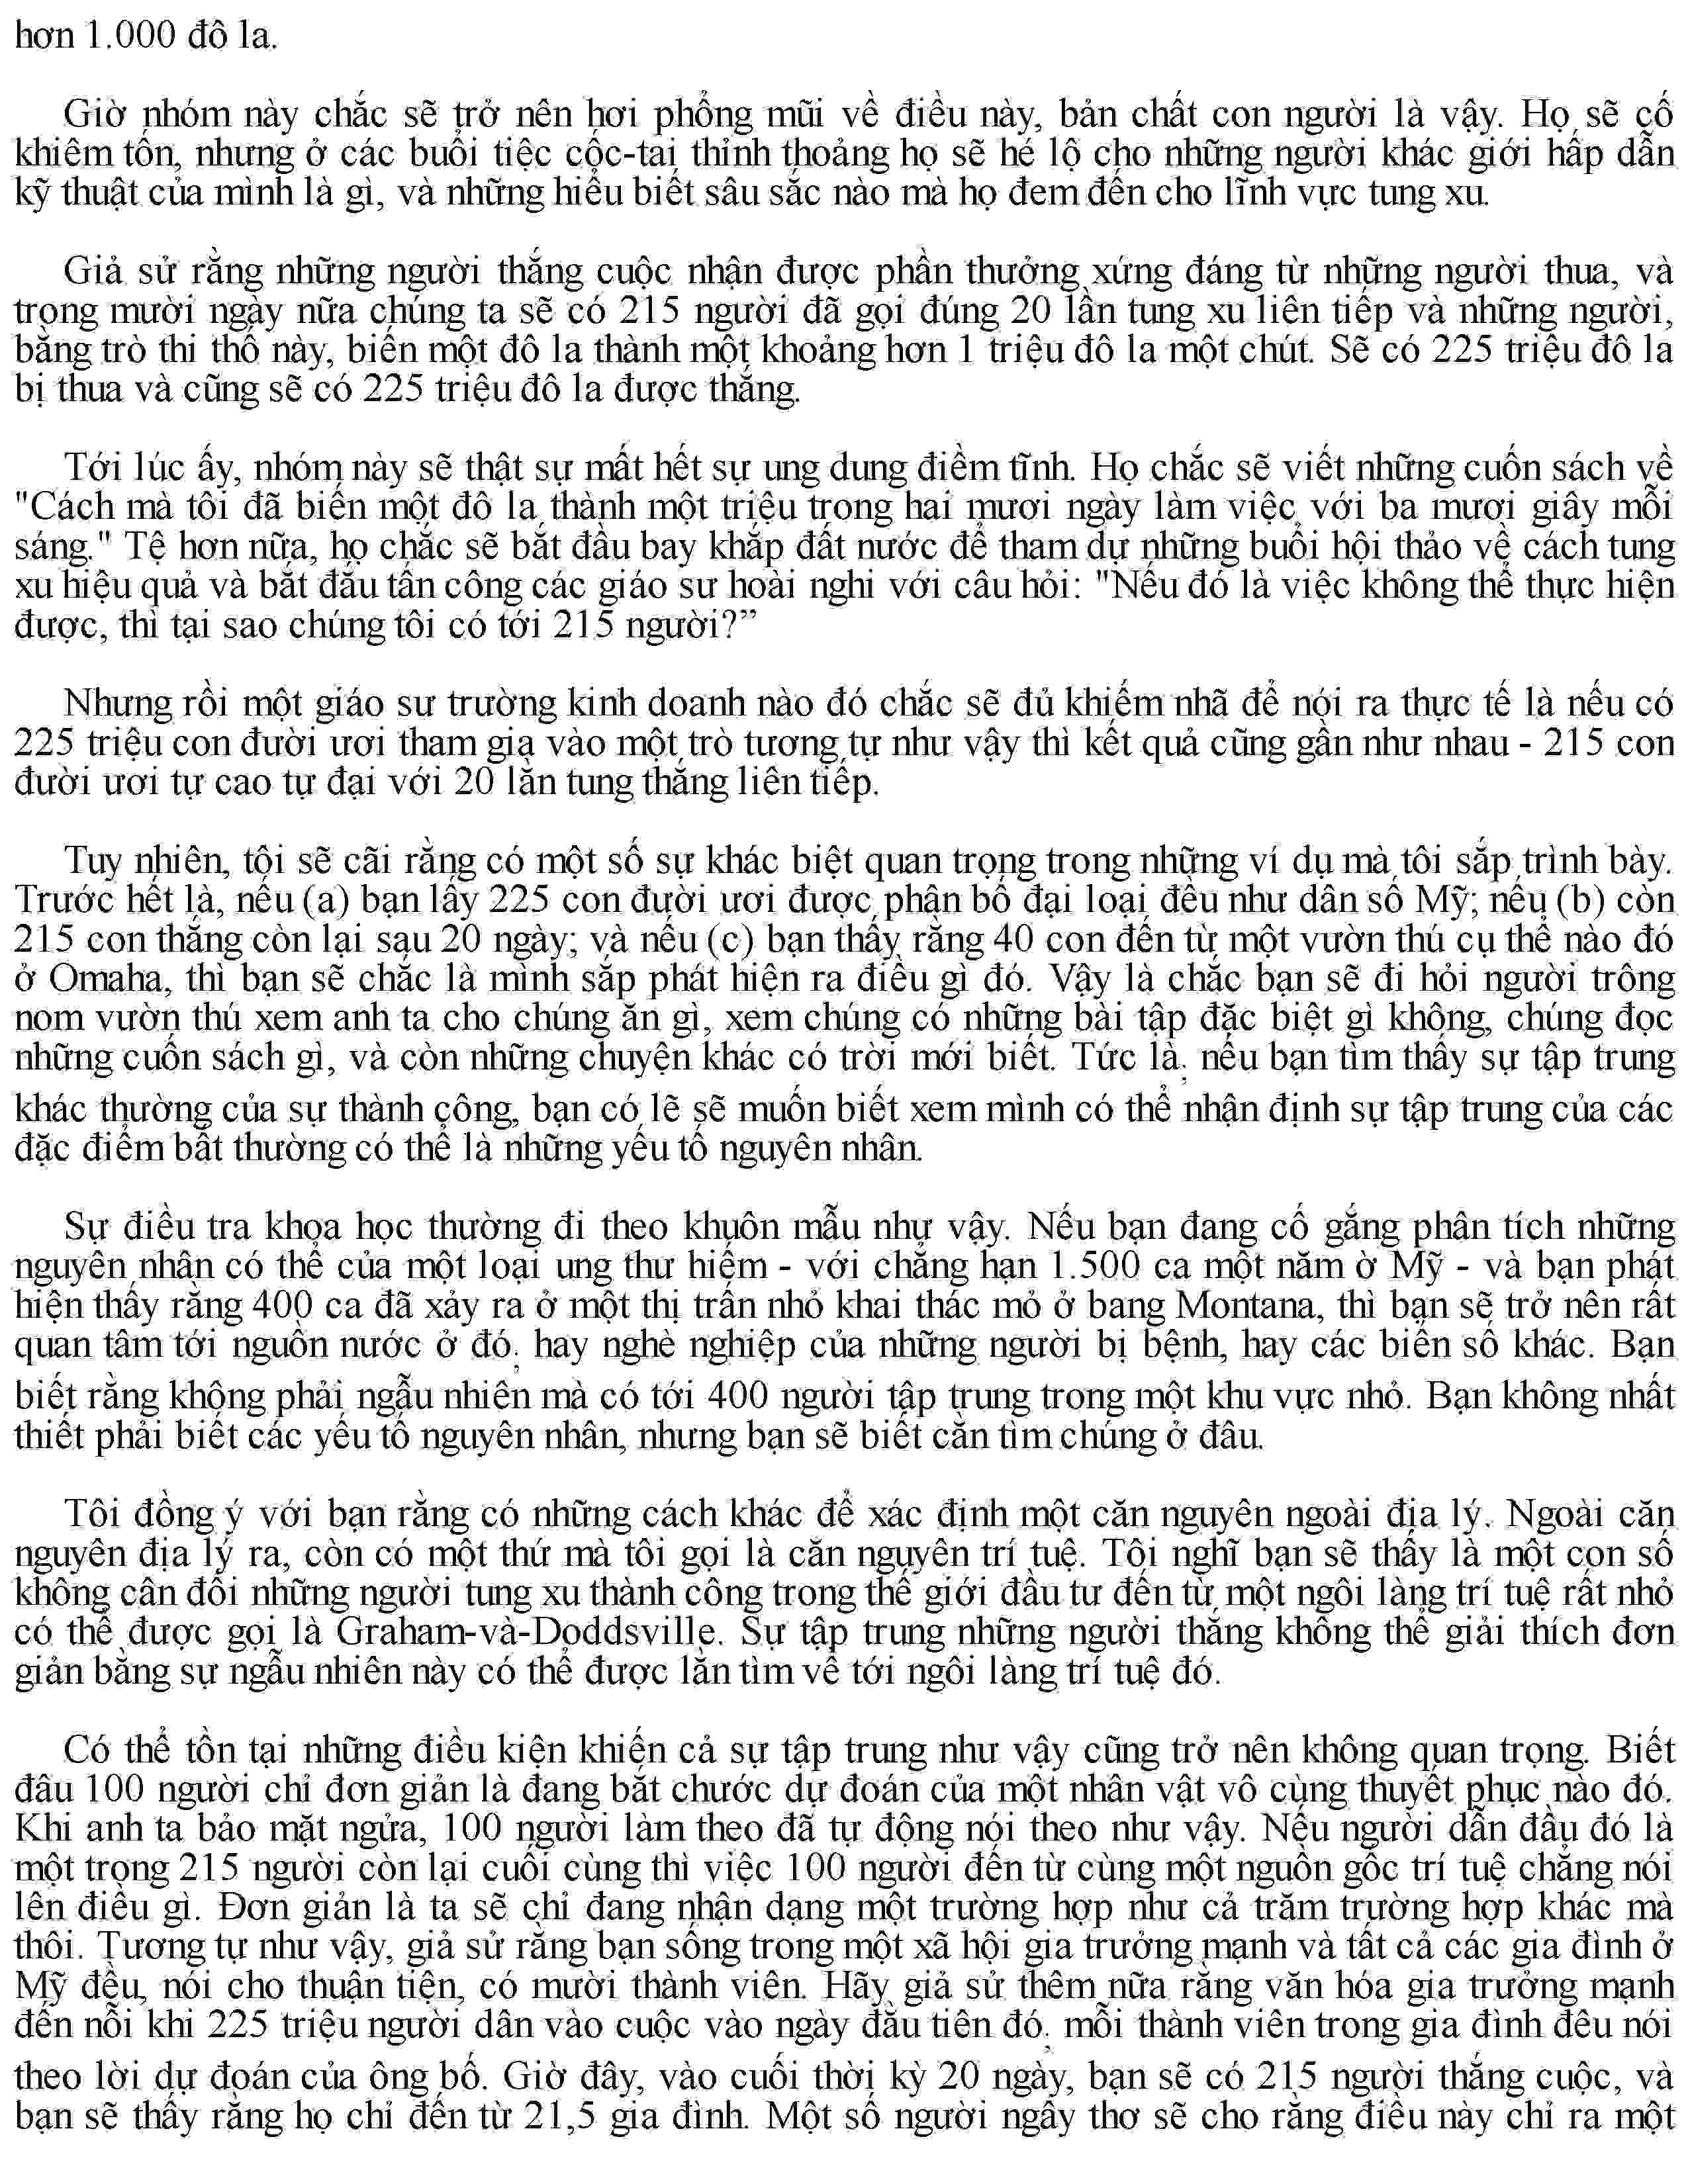 hơn 1.000 đô la.
Giờ nhóm này chắc sẽ trở nên hơi phổng mũi về điều này, bản chất con người là vậy. Họ sẽ cố
khiêm tốn, nhưng ở các buổi tiệc cốc-tai thỉnh thoảng họ sẽ hé lộ cho những người khác giới hấp dẫn
kỹ thuật của mình là gì, và những hiểu biết sâu sắc nào mà họ đem đến cho lĩnh vực tung xu.
Giả sử rằng những người thắng cuộc nhận được phần thưởng xứng đáng từ những người thua, và
trong mười ngày nữa chúng ta sẽ có 215 người đã gọi đúng 20 lần tung xu liên tiếp và những người,
bằng trò thi thố này, biến một đô la thành một khoảng hơn 1 triệu đô la một chút. Sẽ có 225 triệu đô la
bị thua và cũng sẽ có 225 triệu đô la được thắng.
Tới lúc ấy, nhóm này sẽ thật sự mất hết sự ung dung điềm tĩnh. Họ chắc sẽ viết những cuốn sách về
"Cách mà tôi đã biến một đô la thành một triệu trong hai mươi ngày làm việc với ba mươi giây mỗi
sáng." Tệ hơn nữa, họ chắc sẽ bắt đầu bay khắp đất nước để tham dự những buổi hội thảo về cách tung
xu hiệu quả và bắt đầu tấn công các giáo sư hoài nghi với câu hỏi: "Nếu đó là việc không thể thực hiện
được, thì tại sao chúng tôi có tới 215 người?”
Nhưng rồi một giáo sư trường kinh doanh nào đó chắc sẽ đủ khiếm nhã để nói ra thực tế là nếu có
225 triệu con đười ươi tham gia vào một trò tương tự như vậy thì kết quả cũng gần như nhau - 215 con
đười ươi tự cao tự đại với 20 lần tung thắng liên tiếp.
Tuy nhiên, tôi sẽ cãi rằng có một số sự khác biệt quan trọng trong những ví dụ mà tôi sắp trình bày.
Trước hết là, nếu (a) bạn lấy 225 con đười ươi được phân bổ đại loại đều như dân số Mỹ; nếu (b) còn
215 con thắng còn lại sau 20 ngày; và nếu (c) bạn thấy rằng 40 con đến từ một vườn thú cụ thể nào đó
ở Omaha, thì bạn sẽ chắc là mình sắp phát hiện ra điều gì đó. Vậy là chắc bạn sẽ đi hỏi người trông
nom vườn thú xem anh ta cho chúng ăn gì, xem chúng có những bài tập đặc biệt gì không, chúng đọc
những cuốn sách gì, và còn những chuyện khác có trời mới biết. Tức là, nếu bạn tìm thấy sự tập trung
khác thường của sự thành công, bạn có lẽ sẽ muốn biết xem mình có thể nhận định sự tập trung của các
đặc điểm bất thường có thể là những yếu tố nguyên nhân.
Sự điều tra khoa học thường đi theo khuôn mẫu như vậy. Nếu bạn đang cố gắng phân tích những
nguyên nhân có thể của một loại ung thư hiếm - với chẳng hạn 1.500 ca một năm ở Mỹ - và bạn phát
hiện thấy rằng 400 ca đã xảy ra ở một thị trấn nhỏ khai thác mỏ ở bang Montana, thì bạn sẽ trở nên rất
quan tâm tới nguồn nước ở đó, hay nghề nghiệp của những người bị bệnh, hay các biến số khác. Bạn
biết rằng không phải ngẫu nhiên mà có tới 400 người tập trung trong một khu vực nhỏ. Bạn không nhất
thiết phải biết các yếu tố nguyên nhân, nhưng bạn sẽ biết cần tìm chúng ở đâu.
Tôi đồng ý với bạn rằng có những cách khác để xác định một căn nguyên ngoài địa lý. Ngoài căn
nguyên địa lý ra, còn có một thứ mà tôi gọi là căn nguyên trí tuệ. Tôi nghĩ bạn sẽ thấy là một con số
không cân đối những người tung xu thành công trong thế giới đầu tư đến từ một ngôi làng trí tuệ rất nhỏ
có thể được gọi là Graham-và-Doddsville. Sự tập trung những người thắng không thể giải thích đơn
giản bằng sự ngẫu nhiên này có thể được lần tìm về tới ngôi làng trí tuệ đó.
Có thể tồn tại những điều kiện khiến cả sự tập trung như vậy cũng trở nên không quan trọng. Biết
đâu 100 người chỉ đơn giản là đang bắt chước dự đoán của một nhân vật vô cùng thuyết phục nào đó.
Khi anh ta bảo mặt ngửa, 100 người làm theo đã tự động nói theo như vậy. Nếu người dẫn đầu đó là
một trong 215 người còn lại cuối cùng thì việc 100 người đến từ cùng một nguồn gốc trí tuệ chẳng nói
lên điều gì. Đơn giản là ta sẽ chỉ đang nhận dạng một trường hợp như cả trăm trường hợp khác mà
thôi. Tương tự như vậy, giả sử rằng bạn sống trong một xã hội gia trưởng mạnh và tất cả các gia đình ở
Mỹ đều, nói cho thuận tiện, có mười thành viên. Hãy giả sử thêm nữa rằng văn hóa gia trưởng mạnh
đến nỗi khi 225 triệu người dân vào cuộc vào ngày đầu tiên đó, mỗi thành viên trong gia đình đều nói
theo lời dự đoán của ông bố. Giờ đây, vào cuối thời kỳ 20 ngày, bạn sẽ có 215 người thắng cuộc, và
bạn sẽ thấy rằng họ chỉ đến từ 21,5 gia đình. Một số người ngây thơ sẽ cho rằng điều này chỉ ra một